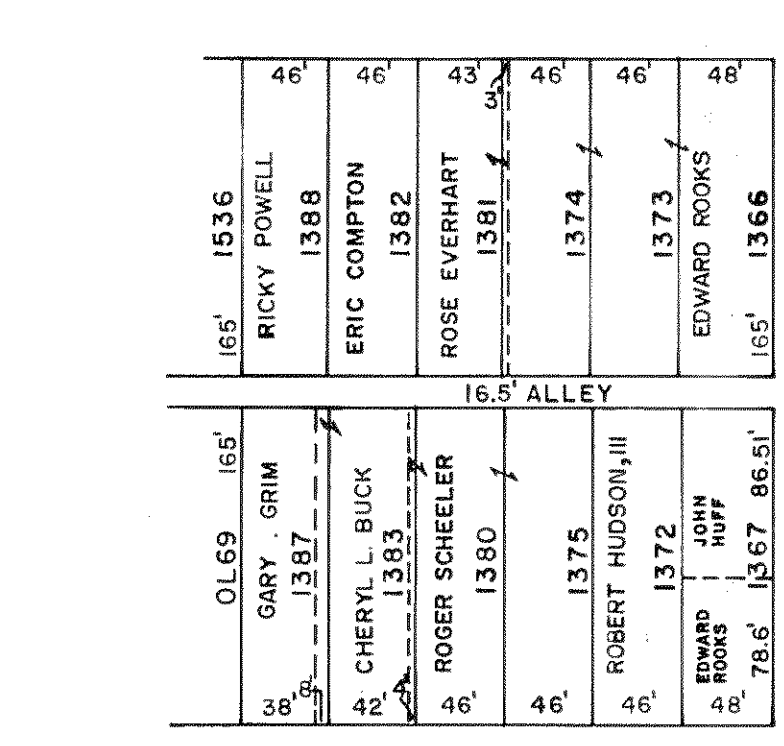 46' 46' 43' 3' 46' 46' 48'
1536 165'
RICKY POWELL
1388
ERIC COMPTON
1382
ROSE EVERHART
1381
1374
1373
EDWARD ROOKS
1366 165'
16.5' ALLEY
OL69 165'
GARY . GRIM
1387
CHERYL L. BUCK
1383
ROGER SCHEELER
1380
1375
ROBERT HUDSON, III
1372
JOHN
HUFF
EDWARD
ROOKS
78.6' 1367 86.51'
38' 8' 42' 4' 46' 46' 46' 48'